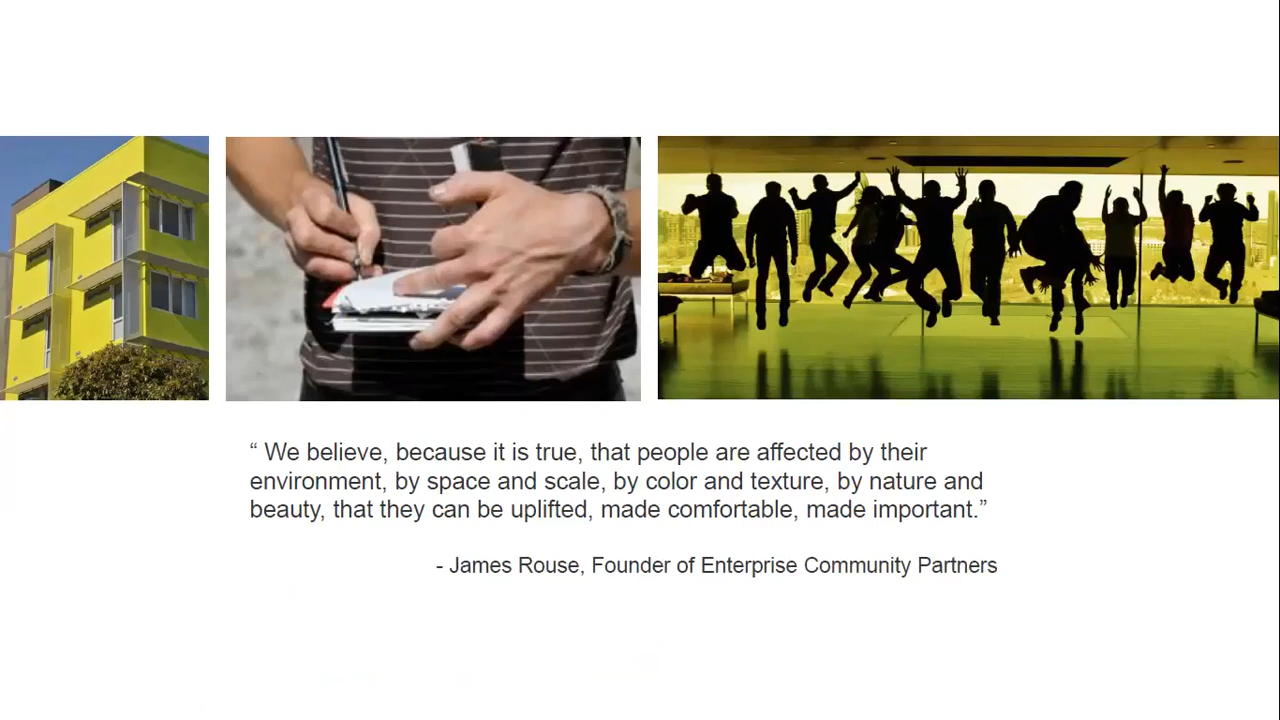 “ We believe, because it is true, that people are affected by their
environment, by space and scale, by color and texture, by nature and
beauty, that they can be uplifted, made comfortable, made important.”
- James Rouse, Founder of Enterprise Community Partners